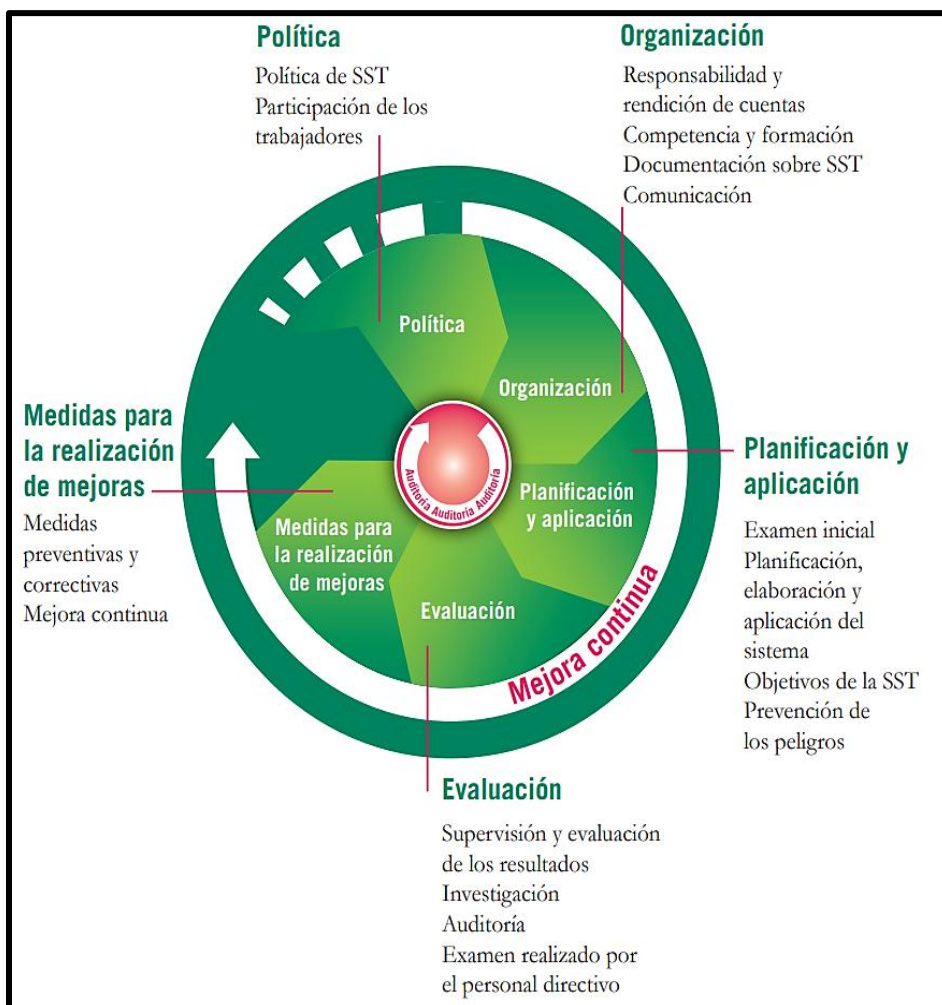 Política
Política de SST
Participación de los
trabajadores
Organización
Responsabilidad y
rendición de cuentas
Competencia y formación
Documentación sobre SST
Comunicación
Política
Organización
Planificación
y aplicación
Evaluación
Medidas para
la realización
de mejoras
Auditoría Auditoría Auditoría
Mejora continua
Medidas para
la realización
de mejoras
Medidas
preventivas y
correctivas
Mejora continua
Planificación y
aplicación
Examen inicial
Planificación,
elaboración y
aplicación del
sistema
Objetivos de la SST
Prevención de
los peligros
Evaluación
Supervisión y evaluación
de los resultados
Investigación
Auditoría
Examen realizado por
el personal directivo